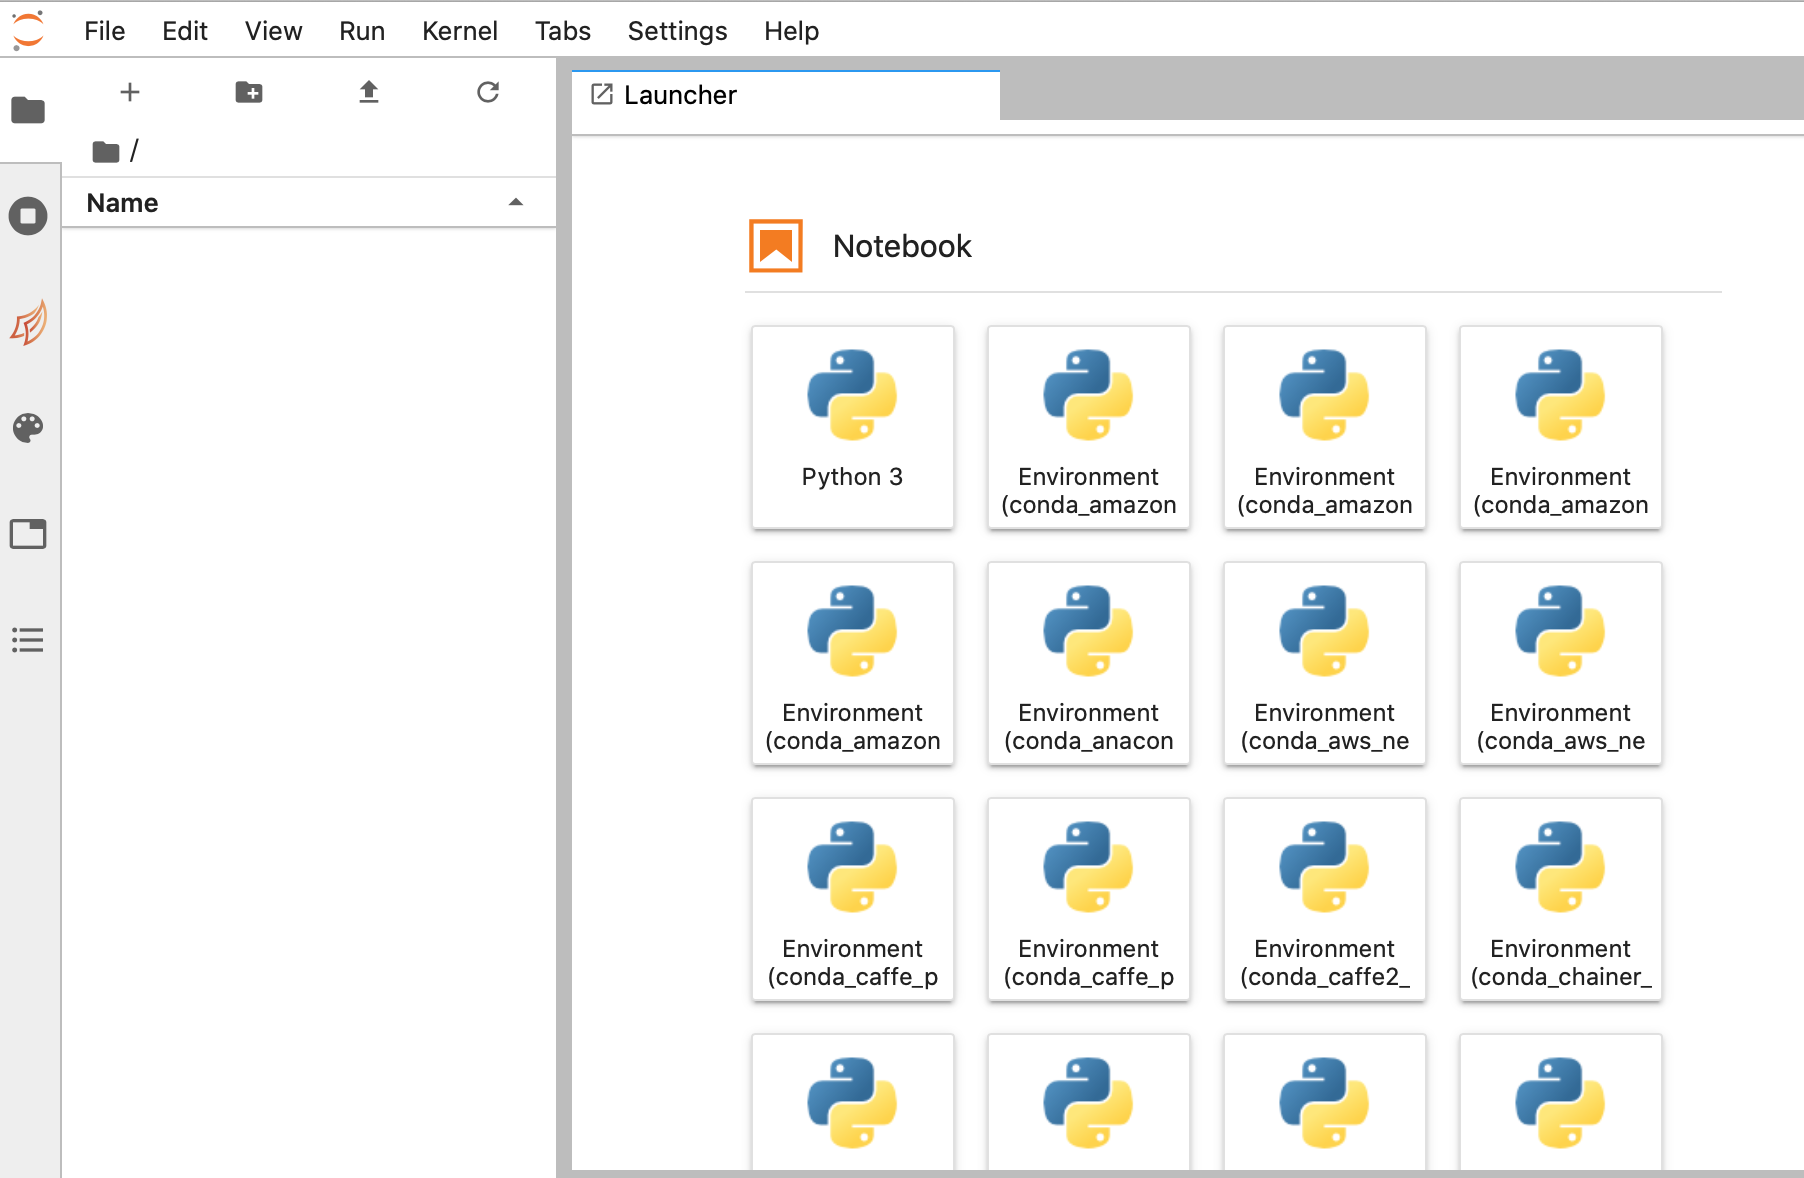 File Edit View Run Kernel Tabs Settings Help
Launcher
/
Name
Notebook
Python 3
Environment
(conda_amazon
Environment
(conda_amazon
Environment
(conda_amazon
Environment
(conda_amazon
Environment
(conda_anacon
Environment
(conda_aws_ne
Environment
(conda_aws_ne
Environment
(conda_caffe_p
Environment
(conda_caffe_p
Environment
(conda_caffe2_
Environment
(conda_chainer_